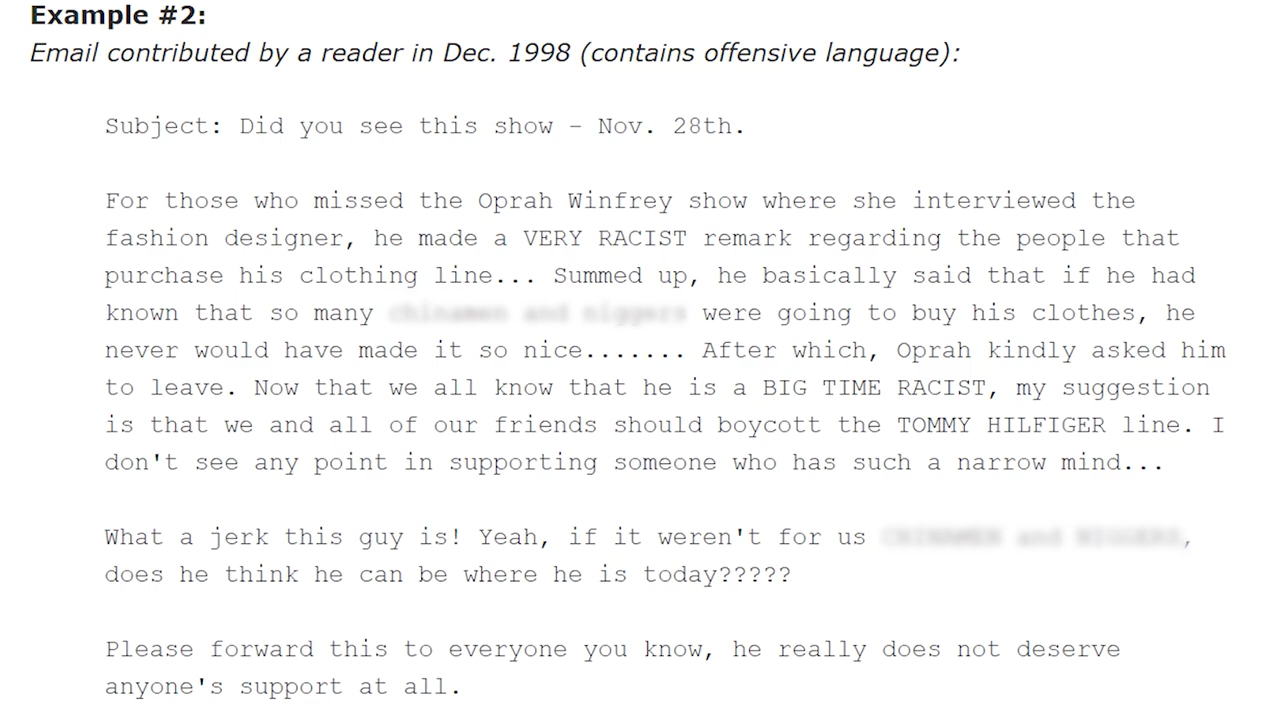 Example #2:
Email contributed by a reader in Dec. 1998 (contains offensive language):
Subject: Did you see this show – Nov. 28th.
For those who missed the Oprah Winfrey show where she interviewed the
fashion designer, he made a VERY RACIST remark regarding the people that
purchase his clothing line... Summed up, he basically said that if he had
known that so many were going to buy his clothes, he
never would have made it so nice....... After which, Oprah kindly asked him
to leave. Now that we all know that he is a BIG TIME RACIST, my suggestion
is that we and all of our friends should boycott the TOMMY HILFIGER line. I
don't see any point in supporting someone who has such a narrow mind...
What a jerk this guy is! Yeah, if it weren't for us ,
does he think he can be where he is today?????
Please forward this to everyone you know, he really does not deserve
anyone's support at all.